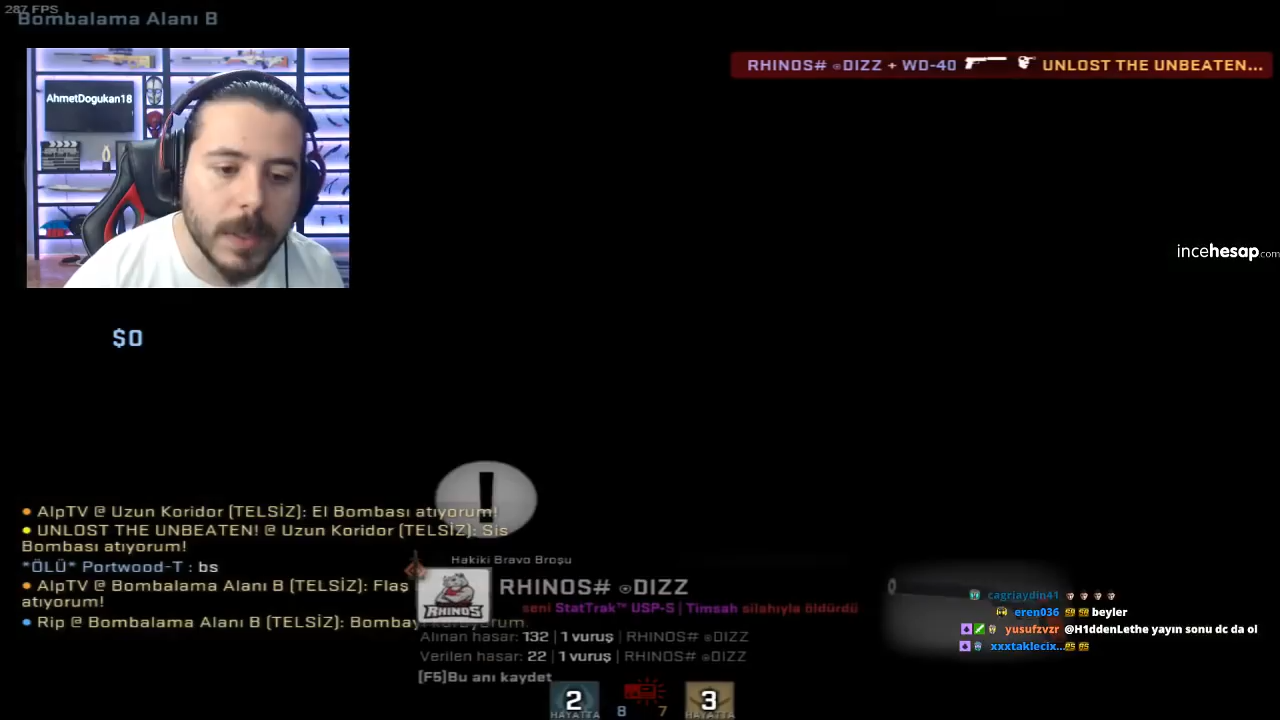 287 FPS
Bombalama Alanı B
RHINOS# ⊙DIZZ + WD-40 UNLOST THE UNBEATEN...
AhmetDogukan18
incehesap.com
$0
● AlpTV @ Uzun Koridor (TELSİZ): El Bombası atıyorum!
● UNLOST THE UNBEATEN! @ Uzun Koridor (TELSİZ): Sis
Bombası atıyorum!
*ÖLÜ* Portwood-T : bs
● AlpTV @ Bombalama Alanı B (TELSİZ): Flaş
atıyorum!
● Rip @ Bombalama Alanı B (TELSİZ): Bombayı koruyorum.
!
Hakiki Bravo Broşu
RHINOS
RHINOS# ⊙DIZZ
seni StatTrak™ USP-S | Timsah silahıyla öldürdü
Alınan hasar: 132 | 1 vuruş | RHINOS# ⊙DIZZ
Verilen hasar: 22 | 1 vuruş | RHINOS# ⊙DIZZ
[F5]Bu anı kaydet
2
HAYATTA
8
7
3
HAYATTA
cagriaydin41
eren036 beyler
yusufzvzr @H1ddenLethe yayın sonu dc da ol
xxxtaklecix...